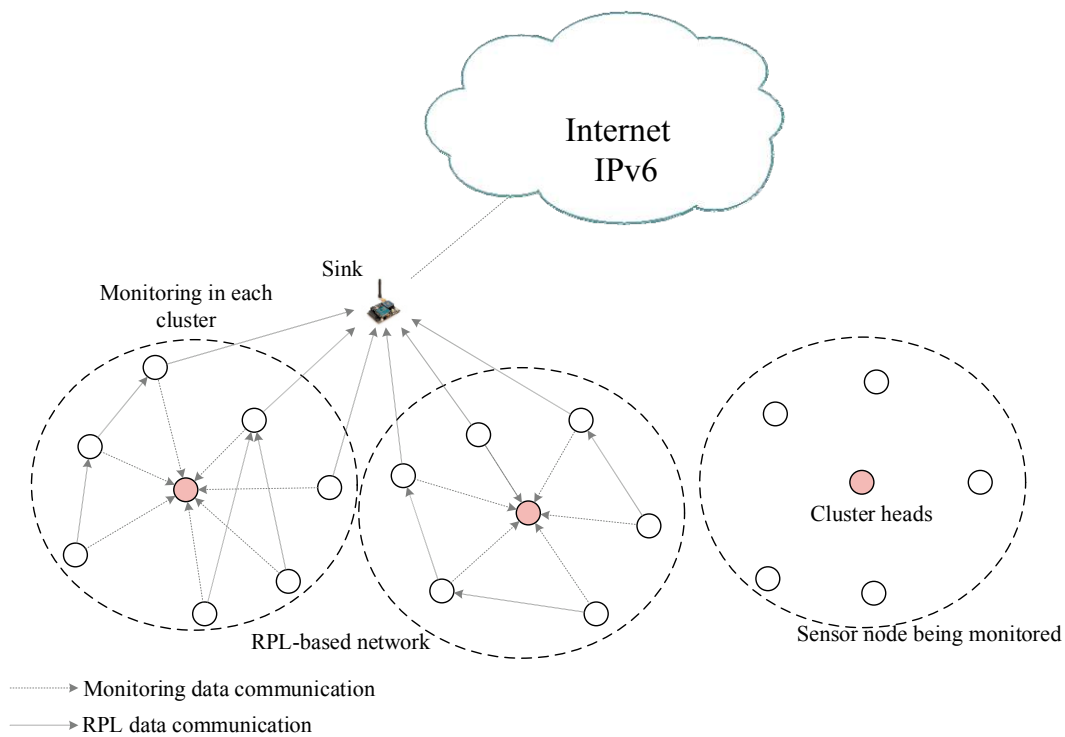 Internet
IPv6
Sink
Monitoring in each
cluster
Cluster heads
RPL-based network
Sensor node being monitored
Monitoring data communication
RPL data communication